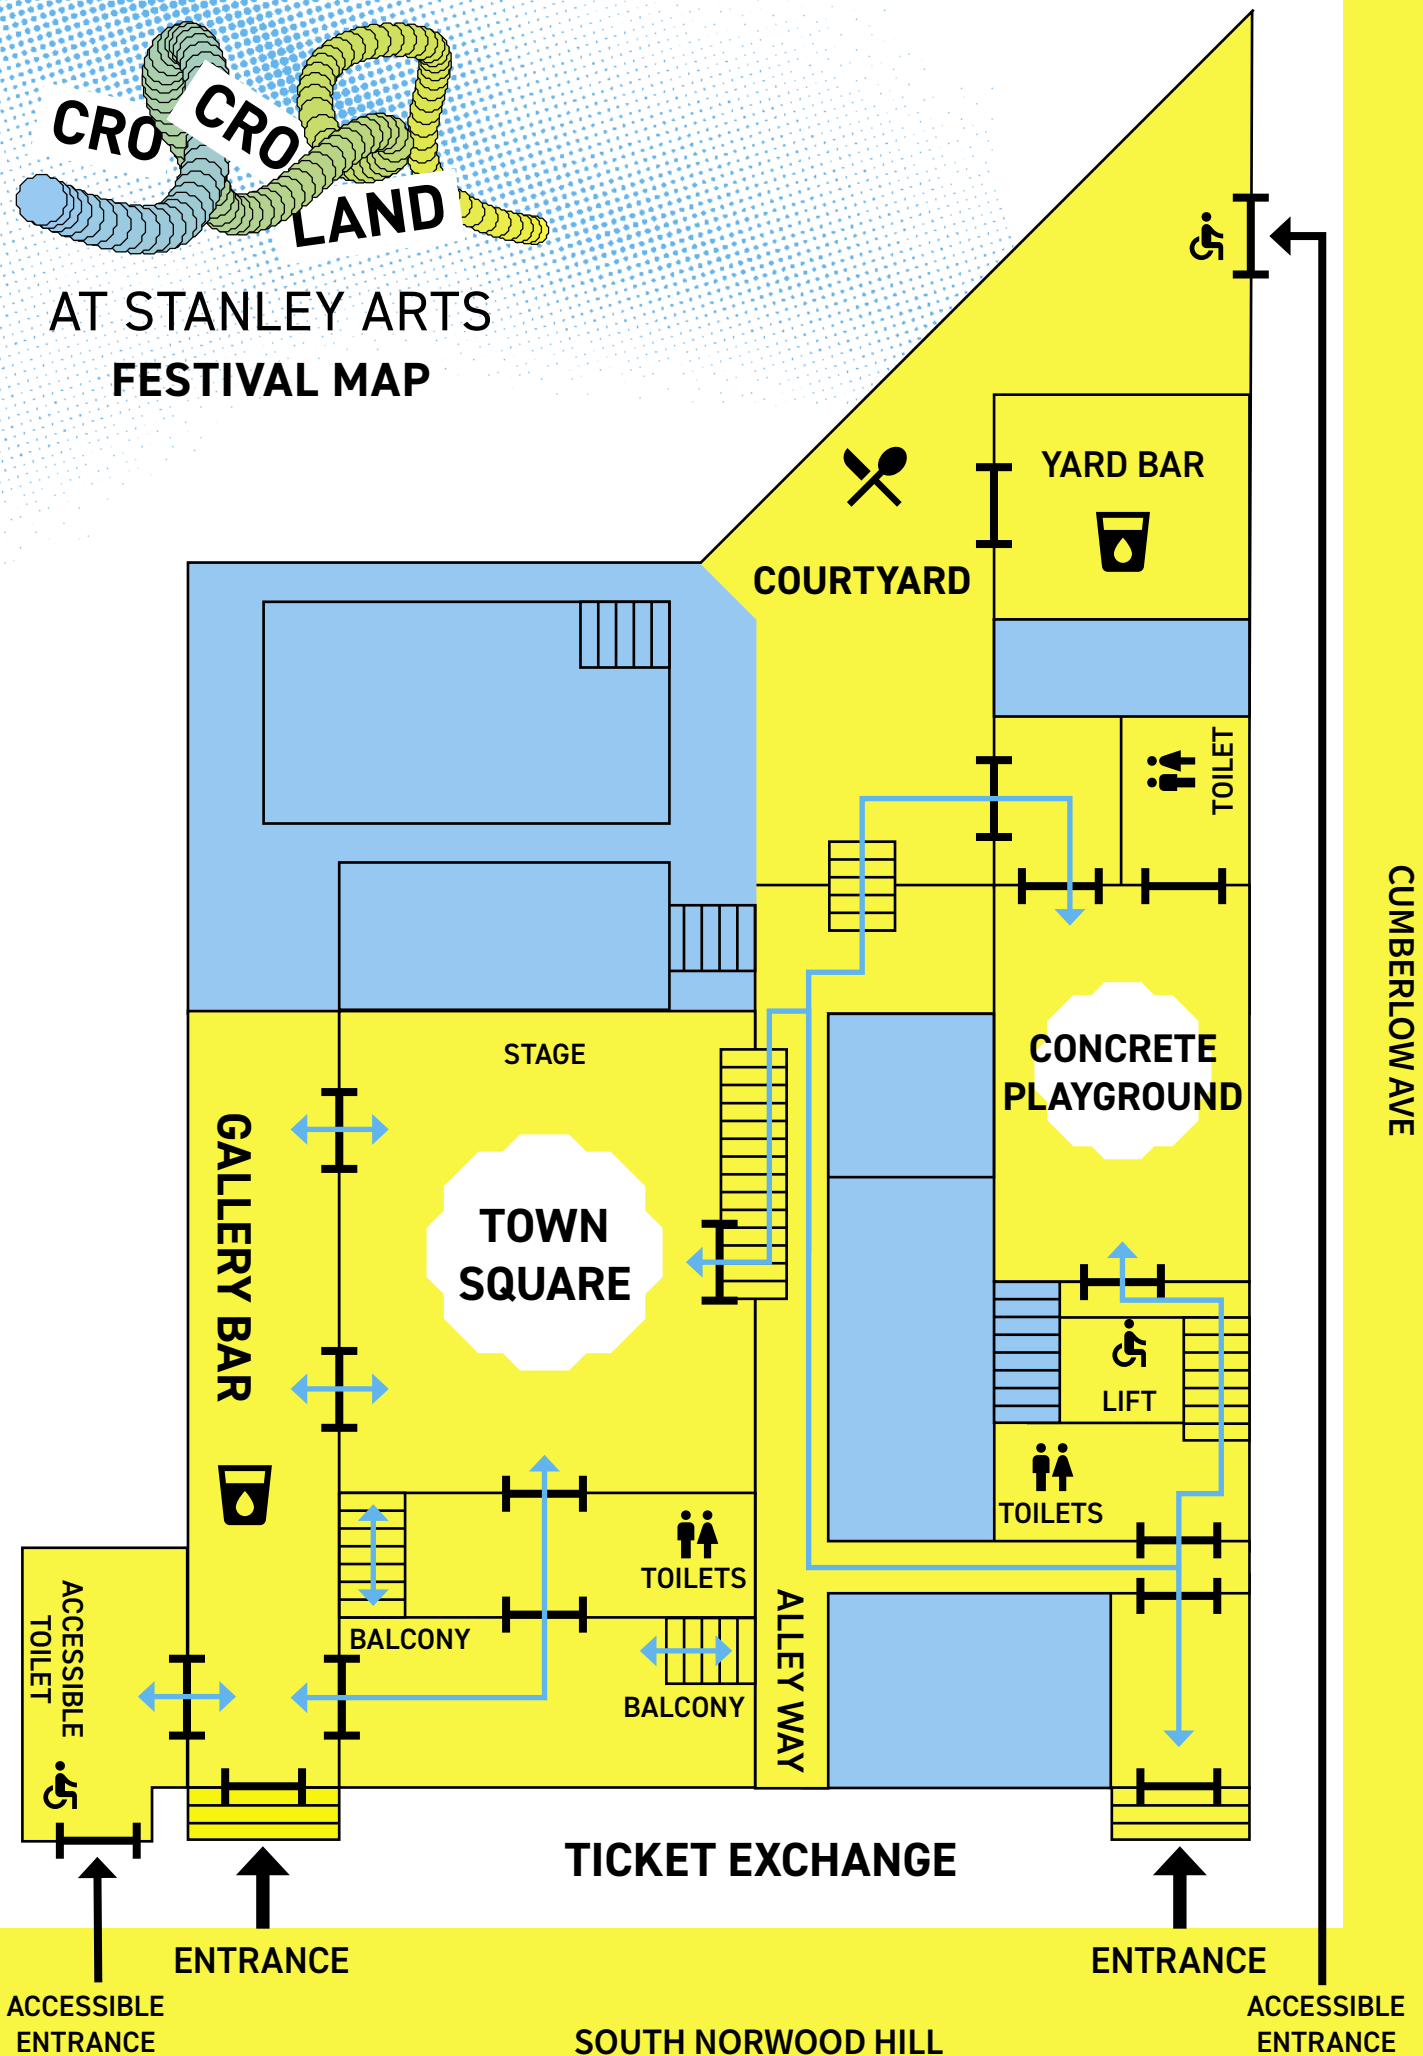 CRO
CRO
LAND
AT STANLEY ARTS
FESTIVAL MAP
YARD BAR
COURTYARD
TOILET
CUMBERLOW AVE
CONCRETE
PLAYGROUND
STAGE
GALLERY BAR
TOWN
SQUARE
LIFT
TOILETS
TOILETS
ACCESSIBLE
TOILET
BALCONY
BALCONY
ALLEY WAY
TICKET EXCHANGE
ENTRANCE
ENTRANCE
ACCESSIBLE
ENTRANCE
ACCESSIBLE
ENTRANCE
SOUTH NORWOOD HILL